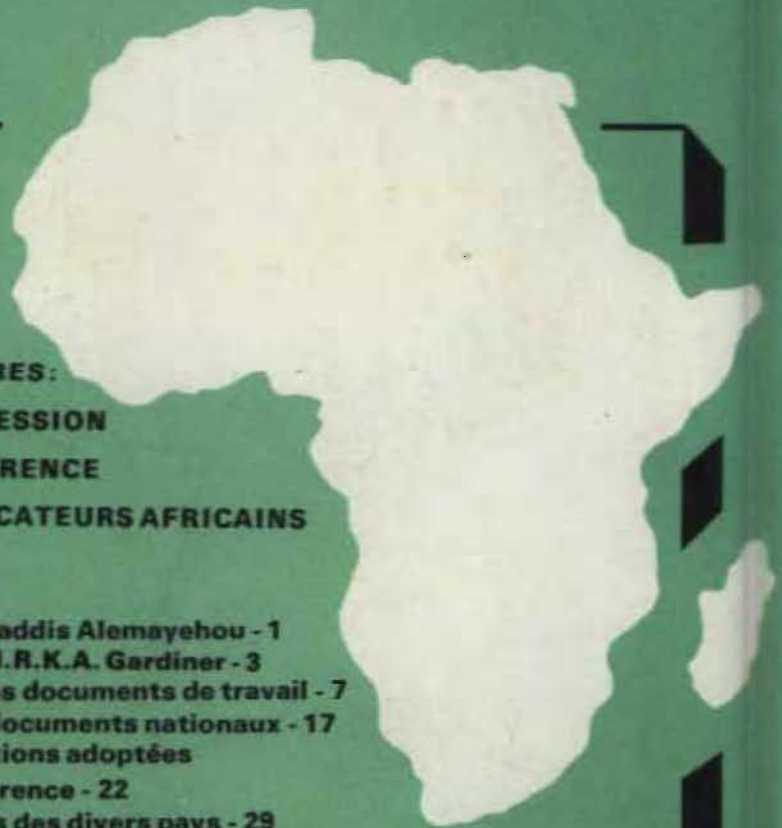 RES:
ESSION
RENCE
CATEURS AFRICAINS
addis Alemayehou - 1
.R.K.A. Gardiner - 3
s documents de travail - 7
documents nationaux - 17
tions adoptées
rence - 22
s des divers pays - 29